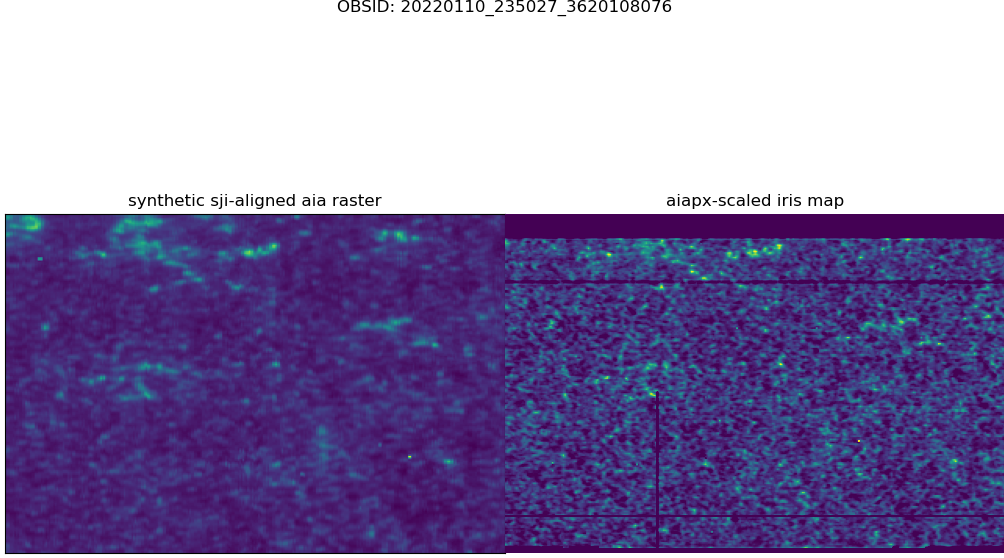 OBSID: 20220110_235027_3620108076
synthetic sji-aligned aia raster
aiapx-scaled iris map